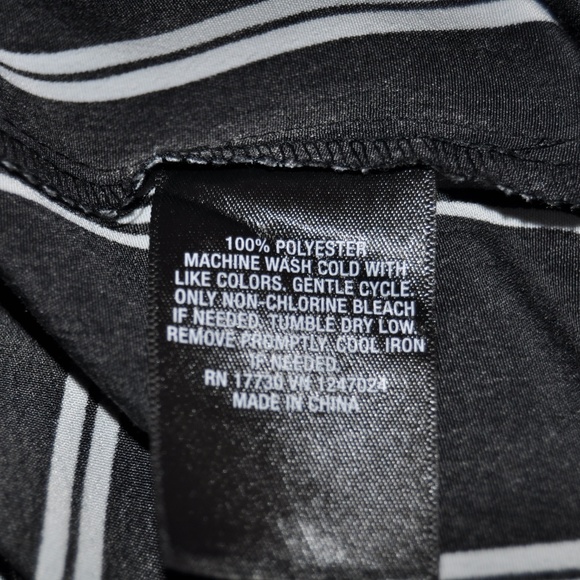 100% POLYESTER
MACHINE WASH COLD WITH
LIKE COLORS. GENTLE CYCLE.
ONLY NON-CHLORINE BLEACH
IF NEEDED. TUMBLE DRY LOW.
REMOVE PROMPTLY. COOL IRON
IF NEEDED.
RN 17730 VN 1247024
MADE IN CHINA